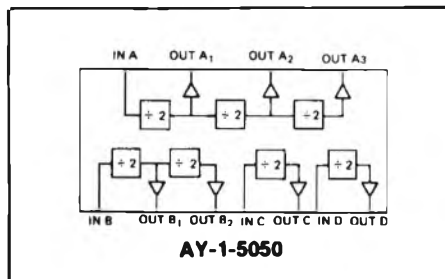 IN A OUT A1 OUT A2 OUT A3
÷ 2 ÷ 2 ÷ 2
÷ 2 ÷ 2 ÷ 2 ÷ 2
IN B OUT B1 OUT B2 IN C OUT C IN D OUT D
AY-1-5050